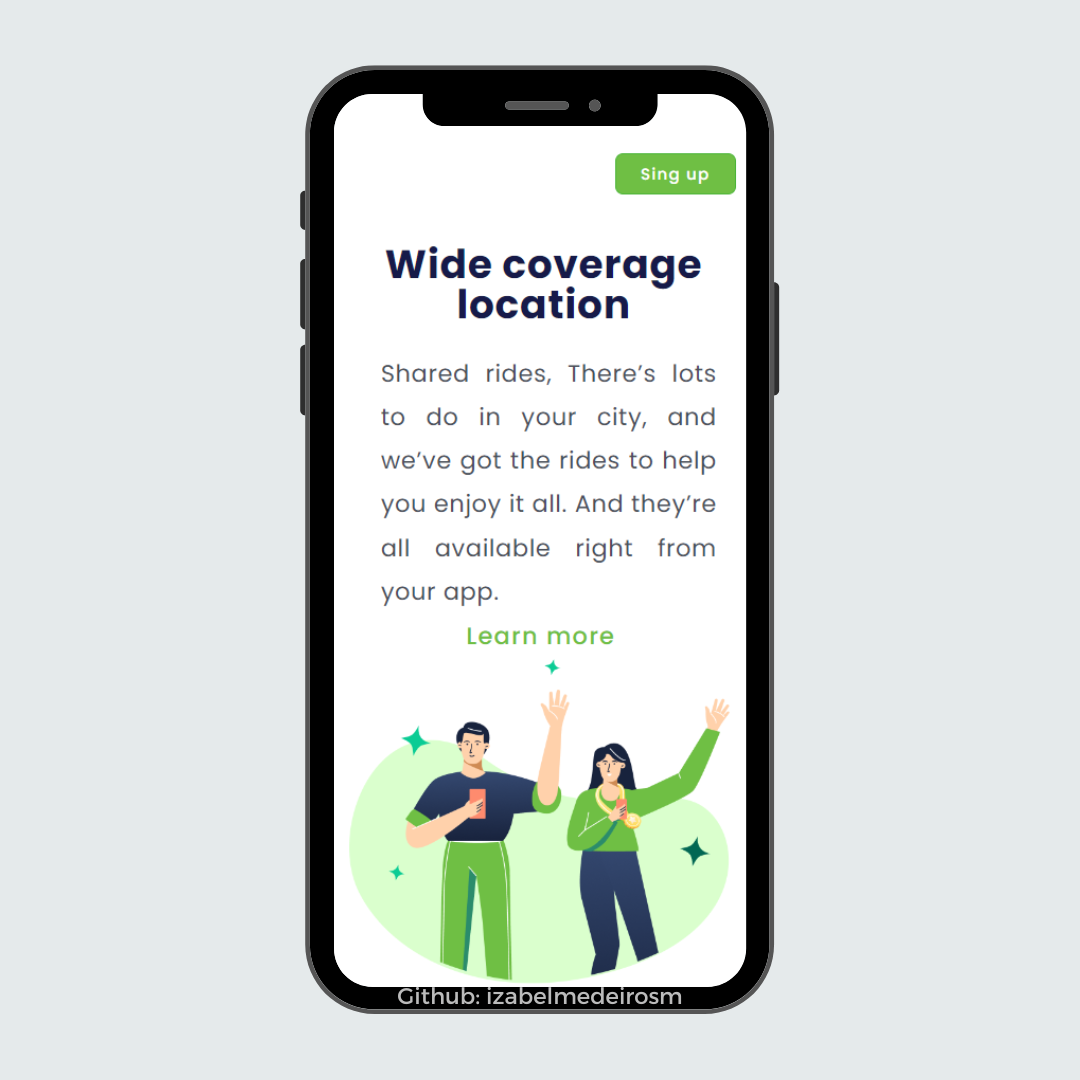 Sing up
Wide coverage
location
Shared rides, There’s lots
to do in your city, and
we’ve got the rides to help
you enjoy it all. And they’re
all available right from
your app.
Learn more
Github: izabelmedeirosm